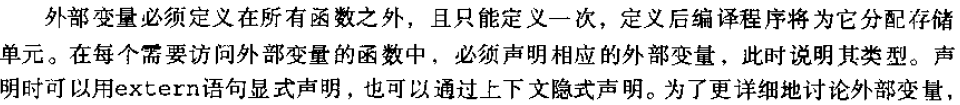 外部变量必须定义在所有函数之外，且只能定义一次，定义后编译程序将为它分配存储
单元。在每个需要访问外部变量的函数中，必须声明相应的外部变量，此时说明其类型。声
明时可以用extern语句显式声明，也可以通过上下文隐式声明。为了更详细地讨论外部变量，